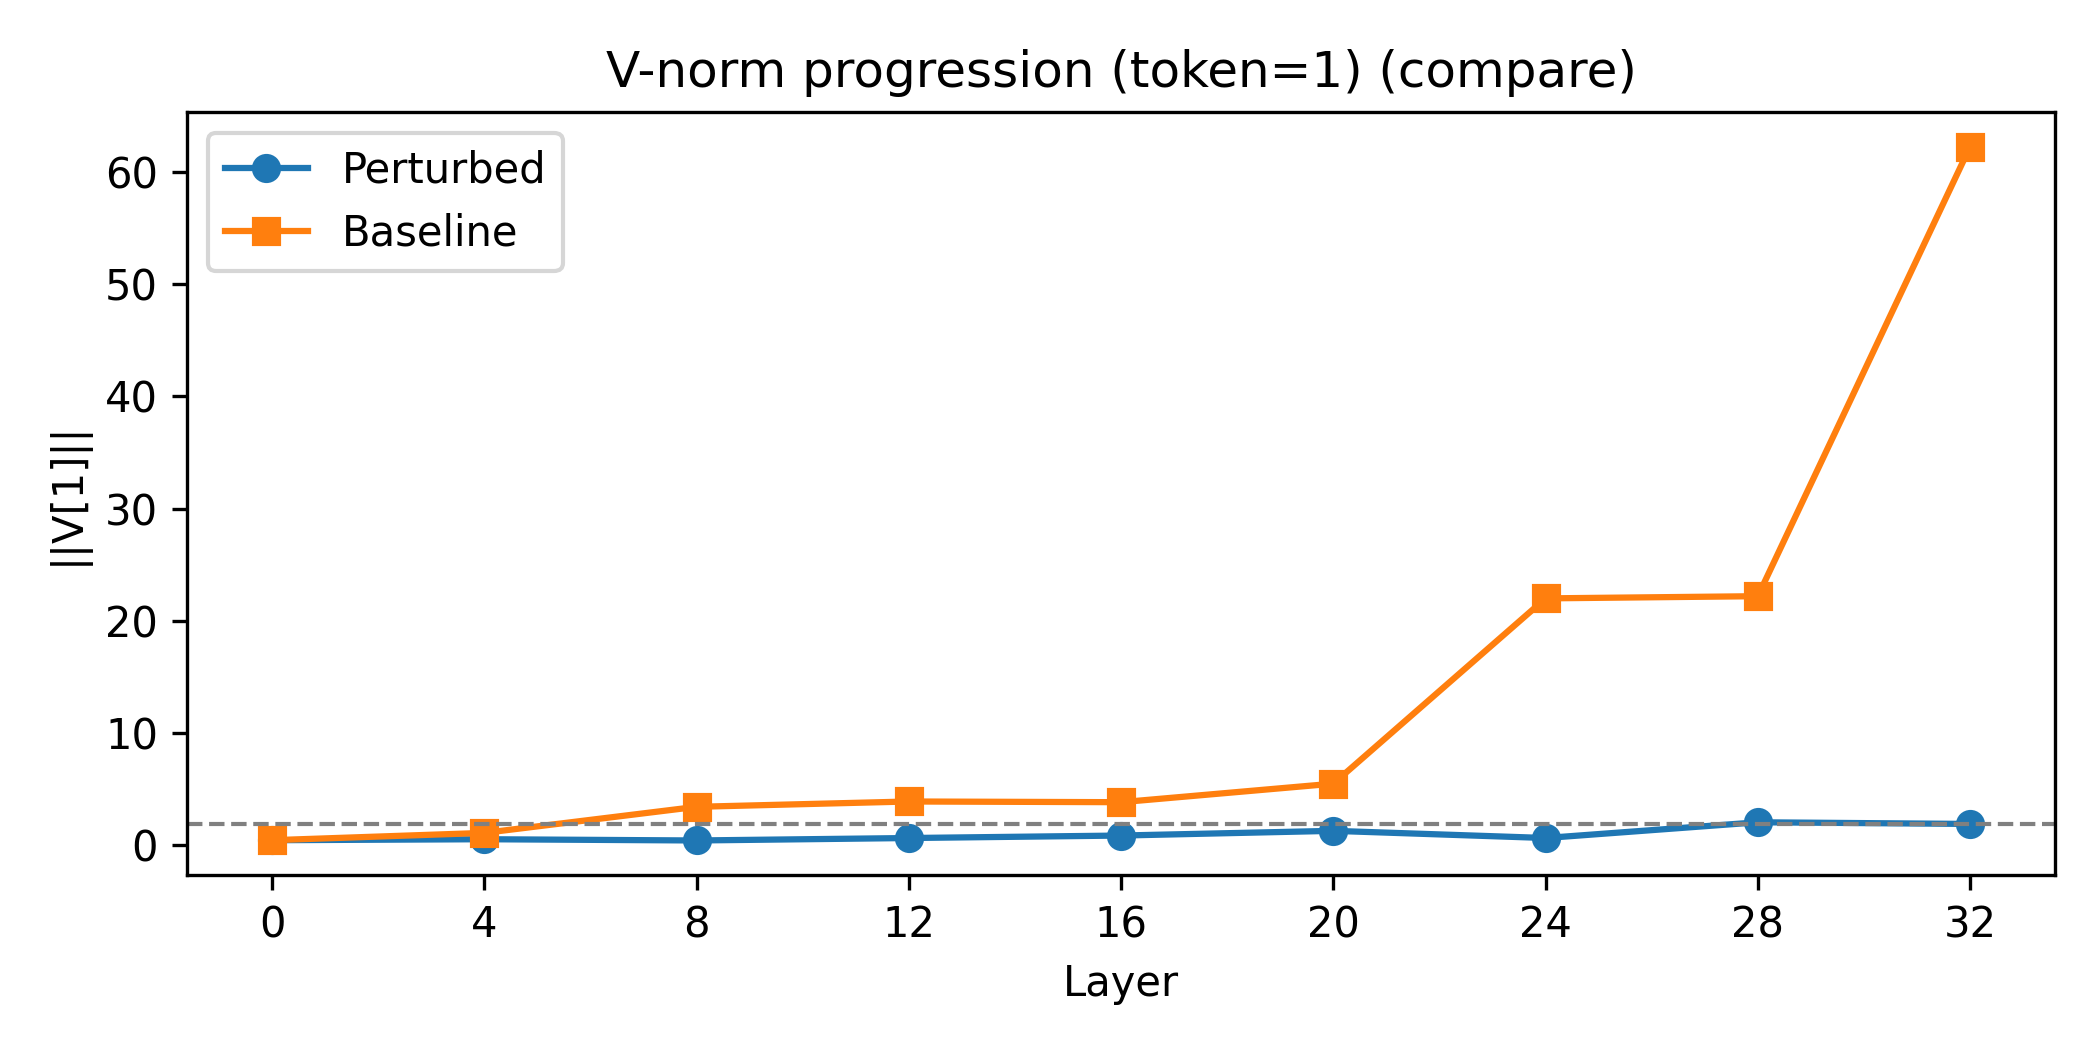 V-norm progression (token=1) (compare)
Perturbed
Baseline
||V[1]||
60
50
40
30
20
10
0
0 4 8 12 16 20 24 28 32
Layer